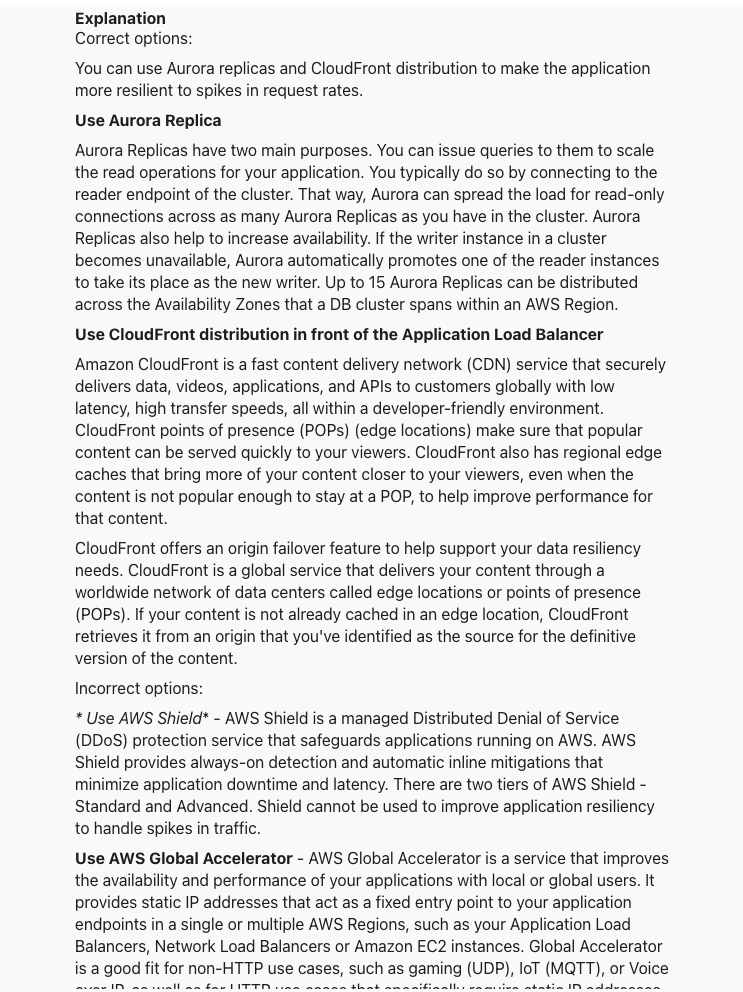 Explanation
Correct options:
You can use Aurora replicas and CloudFront distribution to make the application
more resilient to spikes in request rates.
Use Aurora Replica
Aurora Replicas have two main purposes. You can issue queries to them to scale
the read operations for your application. You typically do so by connecting to the
reader endpoint of the cluster. That way, Aurora can spread the load for read-only
connections across as many Aurora Replicas as you have in the cluster. Aurora
Replicas also help to increase availability. If the writer instance in a cluster
becomes unavailable, Aurora automatically promotes one of the reader instances
to take its place as the new writer. Up to 15 Aurora Replicas can be distributed
across the Availability Zones that a DB cluster spans within an AWS Region.
Use CloudFront distribution in front of the Application Load Balancer
Amazon CloudFront is a fast content delivery network (CDN) service that securely
delivers data, videos, applications, and APIs to customers globally with low
latency, high transfer speeds, all within a developer-friendly environment.
CloudFront points of presence (POPs) (edge locations) make sure that popular
content can be served quickly to your viewers. CloudFront also has regional edge
caches that bring more of your content closer to your viewers, even when the
content is not popular enough to stay at a POP, to help improve performance for
that content.
CloudFront offers an origin failover feature to help support your data resiliency
needs. CloudFront is a global service that delivers your content through a
worldwide network of data centers called edge locations or points of presence
(POPs). If your content is not already cached in an edge location, CloudFront
retrieves it from an origin that you've identified as the source for the definitive
version of the content.
Incorrect options:
* Use AWS Shield* - AWS Shield is a managed Distributed Denial of Service
(DDoS) protection service that safeguards applications running on AWS. AWS
Shield provides always-on detection and automatic inline mitigations that
minimize application downtime and latency. There are two tiers of AWS Shield -
Standard and Advanced. Shield cannot be used to improve application resiliency
to handle spikes in traffic.
Use AWS Global Accelerator - AWS Global Accelerator is a service that improves
the availability and performance of your applications with local or global users. It
provides static IP addresses that act as a fixed entry point to your application
endpoints in a single or multiple AWS Regions, such as your Application Load
Balancers, Network Load Balancers or Amazon EC2 instances. Global Accelerator
is a good fit for non-HTTP use cases, such as gaming (UDP), IoT (MQTT), or Voice
over IP, as well as for HTTP use cases that specifically require static IP addresses